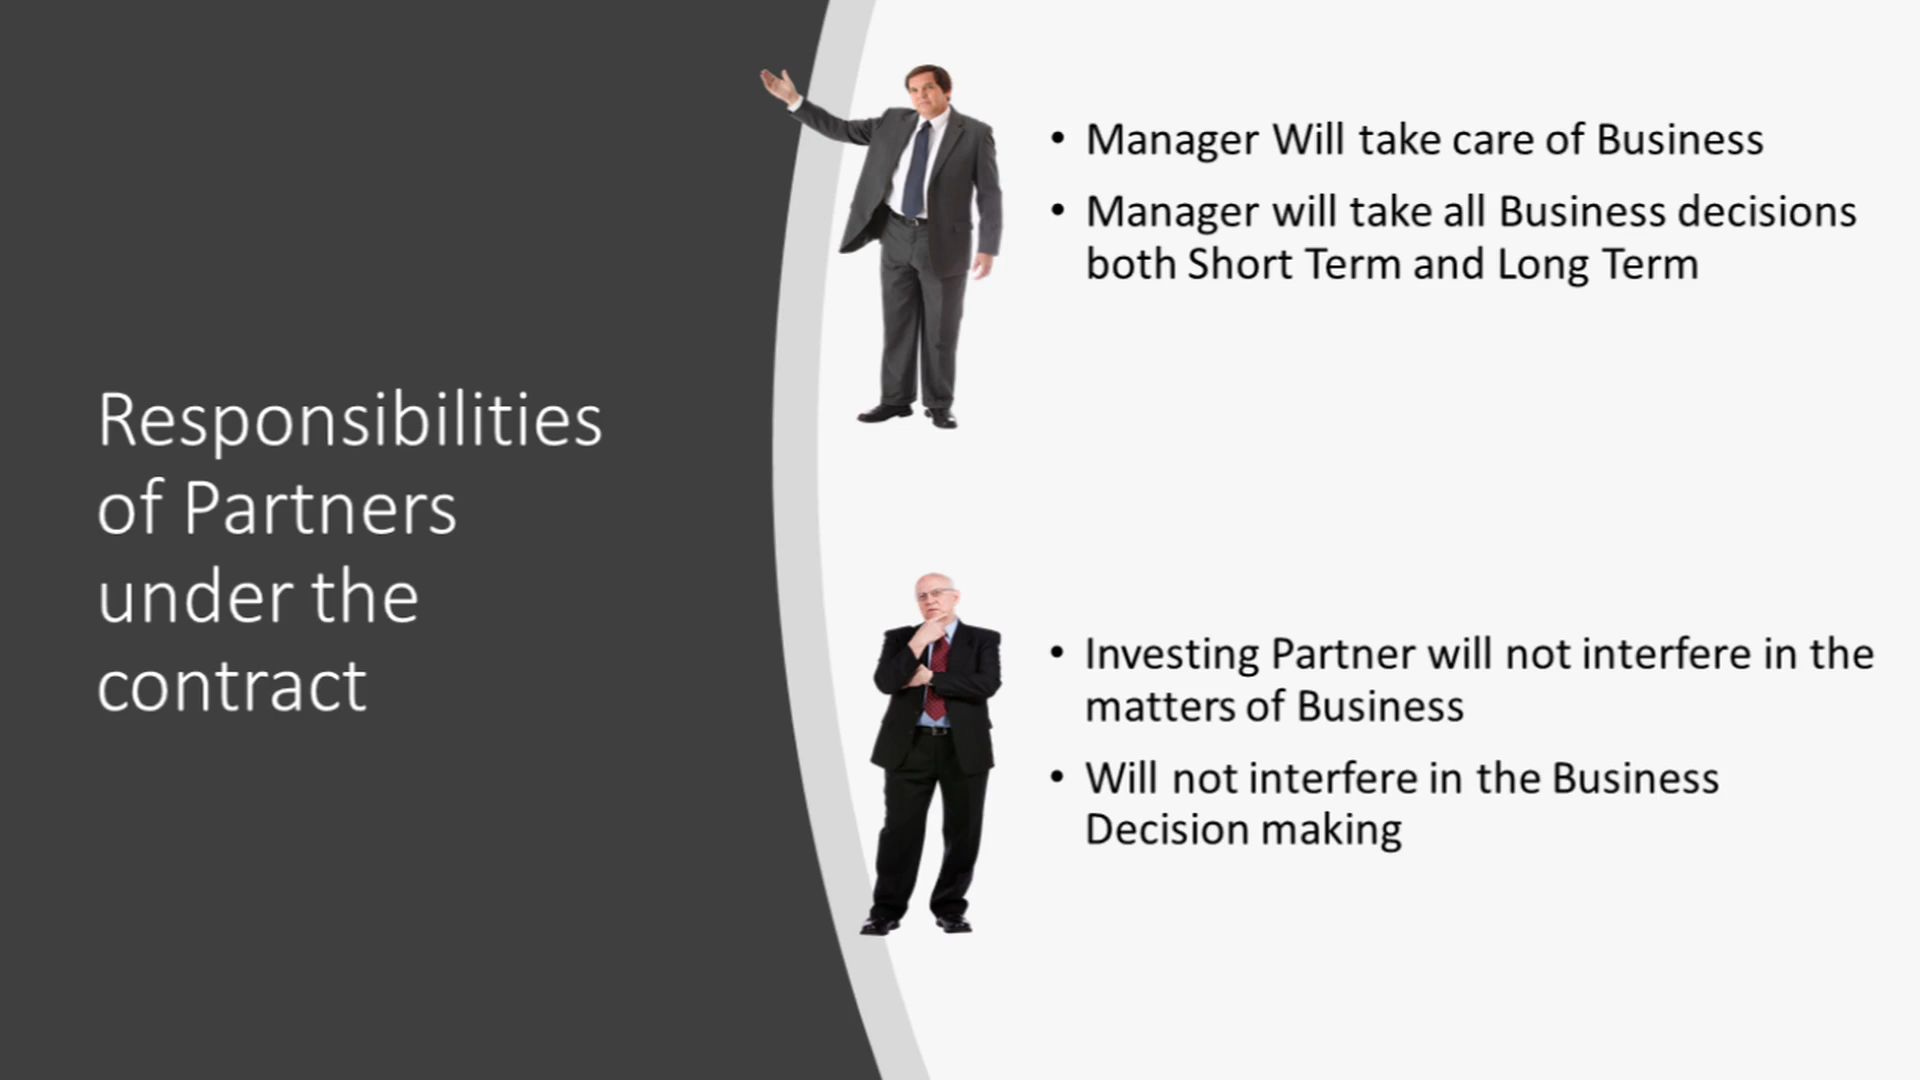 Responsibilities
of Partners
under the
contract
• Manager Will take care of Business
• Manager will take all Business decisions
both Short Term and Long Term
• Investing Partner will not interfere in the
matters of Business
• Will not interfere in the Business
Decision making